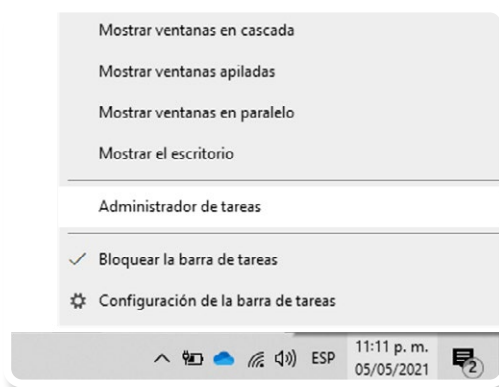 Mostrar ventanas en cascada
Mostrar ventanas apiladas
Mostrar ventanas en paralelo
Mostrar el escritorio
Administrador de tareas
Bloquear la barra de tareas
Configuración de la barra de tareas
ESP
11:11 p. m.
05/05/2021
2